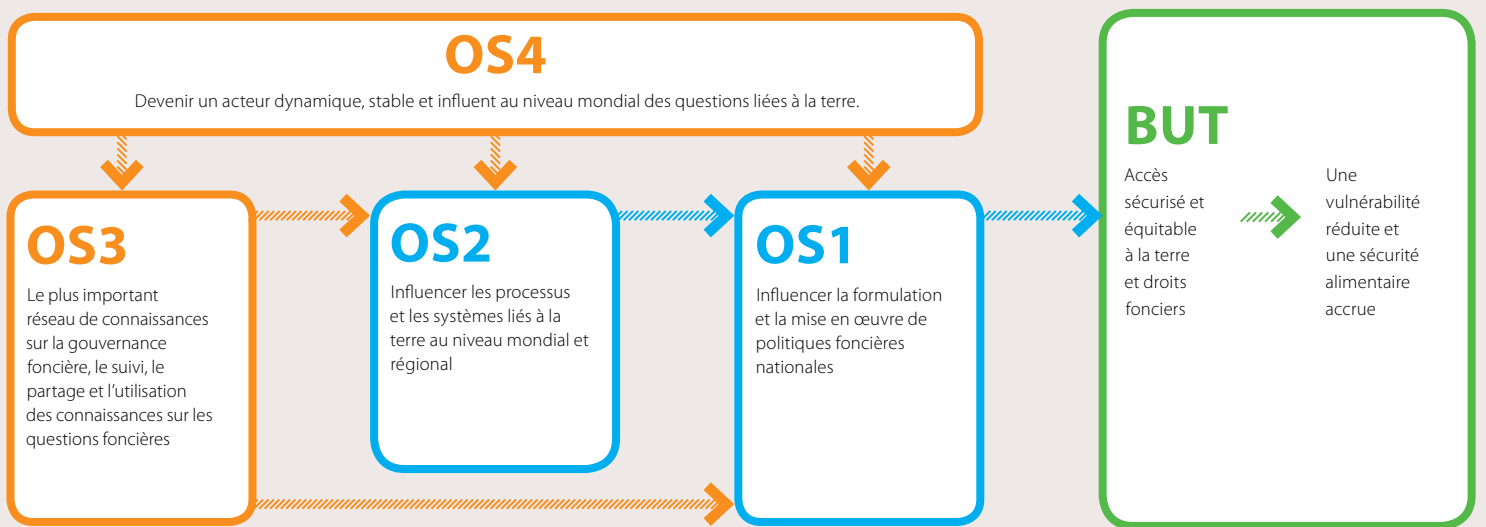 OS4
Devenir un acteur dynamique, stable et influent au niveau mondial des questions liées à la terre.
OS3
Le plus important
réseau de connaissances
sur la gouvernance
foncière, le suivi, le
partage et l’utilisation
des connaissances sur les
questions foncières
OS2
Influencer les processus
et les systèmes liés à la
terre au niveau mondial et
régional
OS1
Influencer la formulation
et la mise en œuvre de
politiques foncières
nationales
BUT
Accès
sécurisé et
équitable
à la terre
et droits
fonciers
Une
vulnérabilité
réduite et
une sécurité
alimentaire
accrue